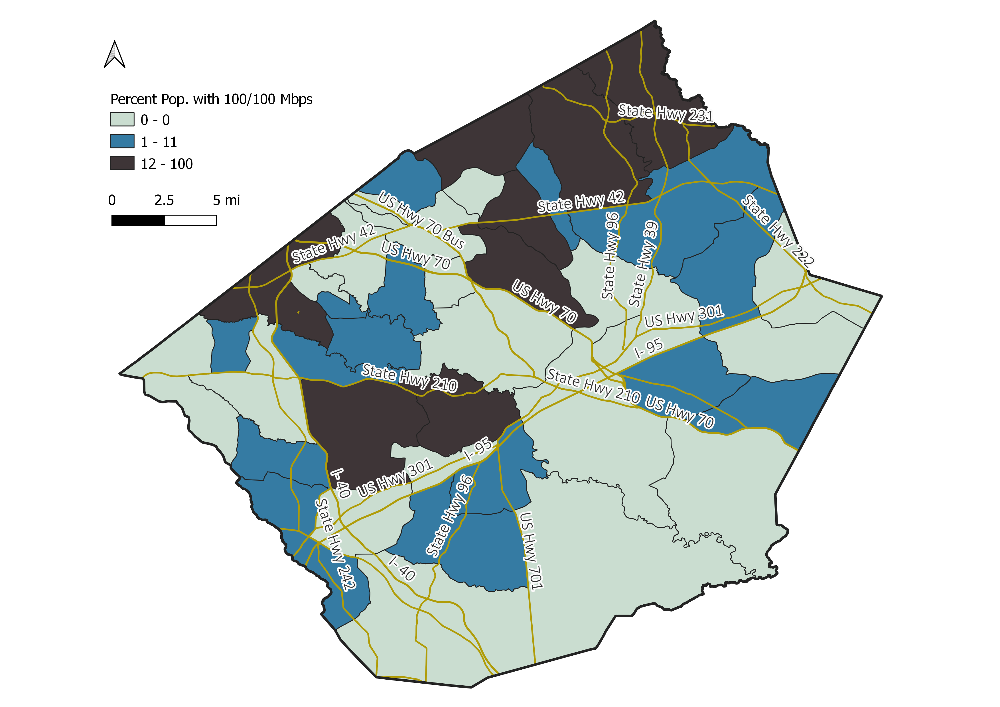 Percent Pop. with 100/100 Mbps
0 - 0
1 - 11
12 - 100
0 2.5 5 mi
State Hwy 231
State Hwy 42
US Hwy 70 Bus
State Hwy 42
US Hwy 70
State Hwy 96
State Hwy 39
State Hwy 222
US Hwy 70
US Hwy 301
I- 95
State Hwy 210
State Hwy 210
US Hwy 70
I- 95
US Hwy 301
I- 40
State Hwy 96
State Hwy 242
US Hwy 701
I- 40